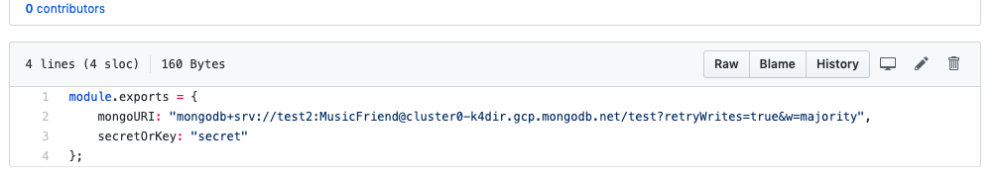 0 contributors
4 lines (4 sloc) 160 Bytes Raw Blame History
1 module.exports = {
2 mongoURI: "mongodb+srv://test2:MusicFriend@cluster0-k4dir.gcp.mongodb.net/test?retryWrites=true&w=majority",
3 secretOrKey: "secret"
4 };